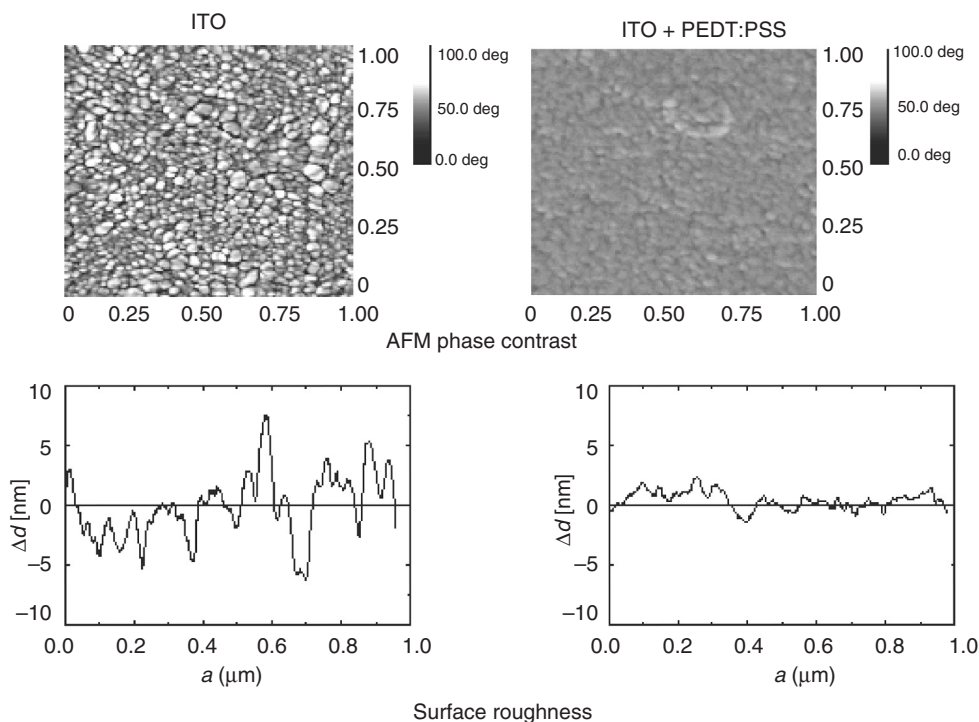 ITO
ITO + PEDT:PSS
100.0 deg
50.0 deg
0.0 deg
1.00
0.75
0.50
0.25
0
0 0.25 0.50 0.75 1.00
100.0 deg
50.0 deg
0.0 deg
1.00
0.75
0.50
0.25
0
0 0.25 0.50 0.75 1.00
AFM phase contrast
10
5
0
–5
–10
Δd [nm]
0.0 0.2 0.4 0.6 0.8 1.0
a (μm)
10
5
0
–5
–10
Δd [nm]
0.0 0.2 0.4 0.6 0.8 1.0
a (μm)
Surface roughness